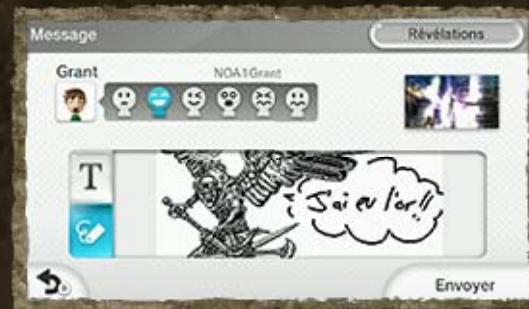 Message
Révélations
Grant
NOA1Grant
T
J'ai eu l'or!!
Envoyer